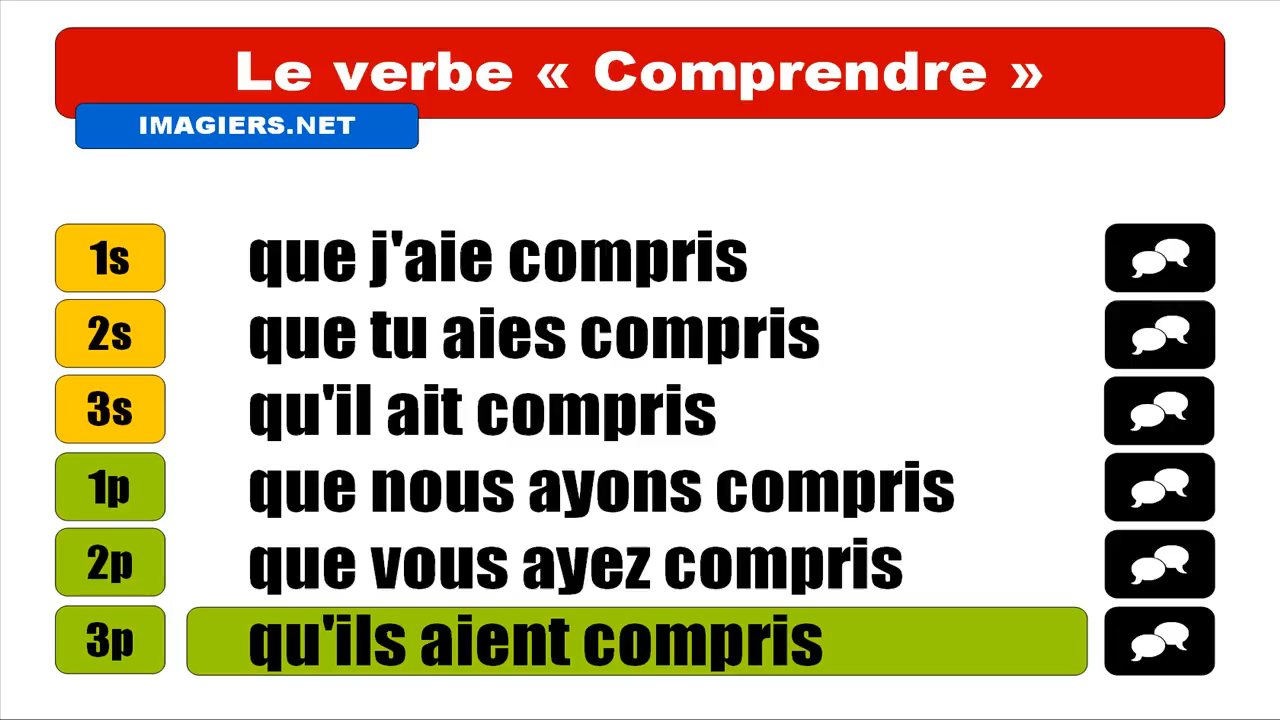 Le verbe « Comprendre »
IMAGIERS.NET
1s que j'aie compris
2s que tu aies compris
3s qu'il ait compris
1p que nous ayons compris
2p que vous ayez compris
3p qu'ils aient compris